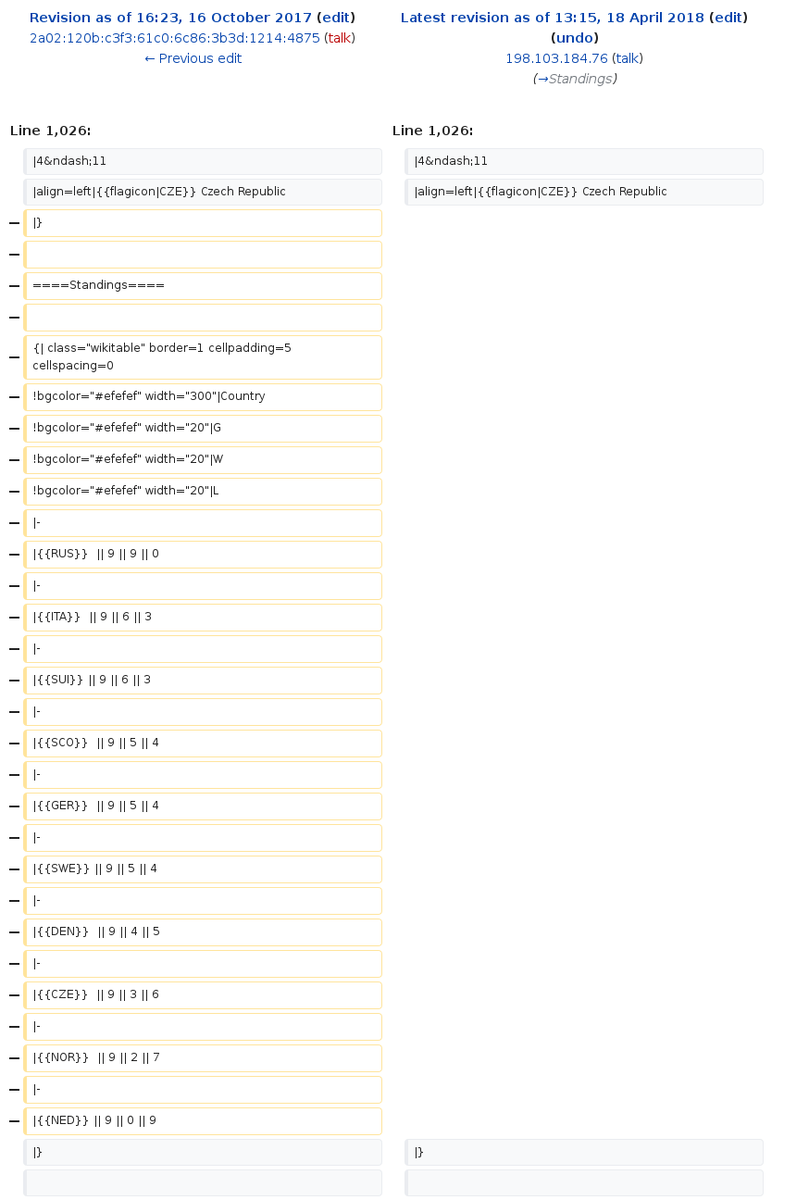 Revision as of 16:23, 16 October 2017 (edit)
2a02:120b:c3f3:61c0:6c86:3b3d:1214:4875 (talk)
← Previous edit
Latest revision as of 13:15, 18 April 2018 (edit)
(undo)
198.103.184.76 (talk)
(→Standings)
Line 1,026:
Line 1,026:
|4&ndash;11
|4&ndash;11
|align=left|{{flagicon|CZE}} Czech Republic
|align=left|{{flagicon|CZE}} Czech Republic
− |}
−
− ====Standings====
−
− {| class="wikitable" border=1 cellpadding=5
cellspacing=0
− !bgcolor="#efefef" width="300"|Country
− !bgcolor="#efefef" width="20"|G
− !bgcolor="#efefef" width="20"|W
− !bgcolor="#efefef" width="20"|L
− |-
− |{{RUS}}  || 9 || 9 || 0
− |-
− |{{ITA}}  || 9 || 6 || 3
− |-
− |{{SUI}} || 9 || 6 || 3
− |-
− |{{SCO}}  || 9 || 5 || 4
− |-
− |{{GER}}  || 9 || 5 || 4
− |-
− |{{SWE}} || 9 || 5 || 4
− |-
− |{{DEN}}  || 9 || 4 || 5
− |-
− |{{CZE}}  || 9 || 3 || 6
− |-
− |{{NOR}}  || 9 || 2 || 7
− |-
− |{{NED}} || 9 || 0 || 9
|}
|}